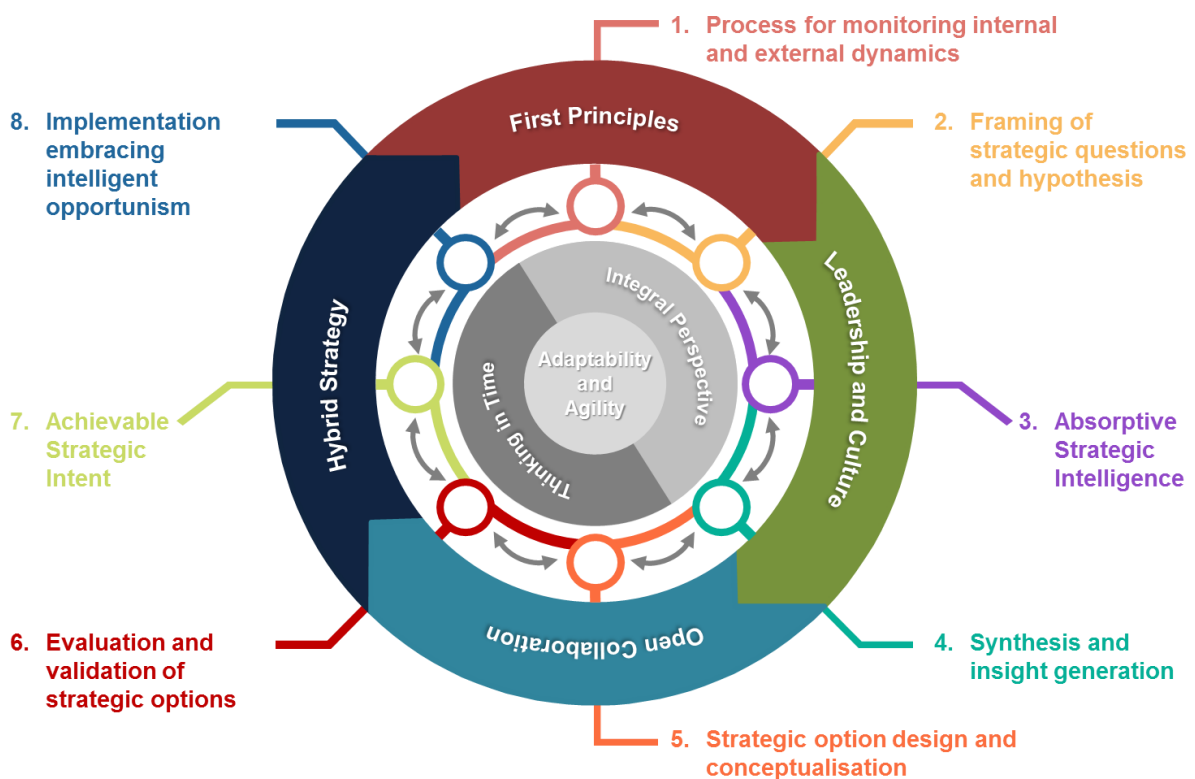 1. Process for monitoring internal
and external dynamics
2. Framing of
strategic questions
and hypothesis
3. Absorptive
Strategic
Intelligence
4. Synthesis and
insight generation
5. Strategic option design and
conceptualisation
6. Evaluation and
validation of
strategic options
7. Achievable
Strategic
Intent
8. Implementation
embracing
intelligent
opportunism
First Principles
Leadership and Culture
Open Collaboration
Hybrid Strategy
Integral Perspective
Thinking in Time
Adaptability
and
Agility